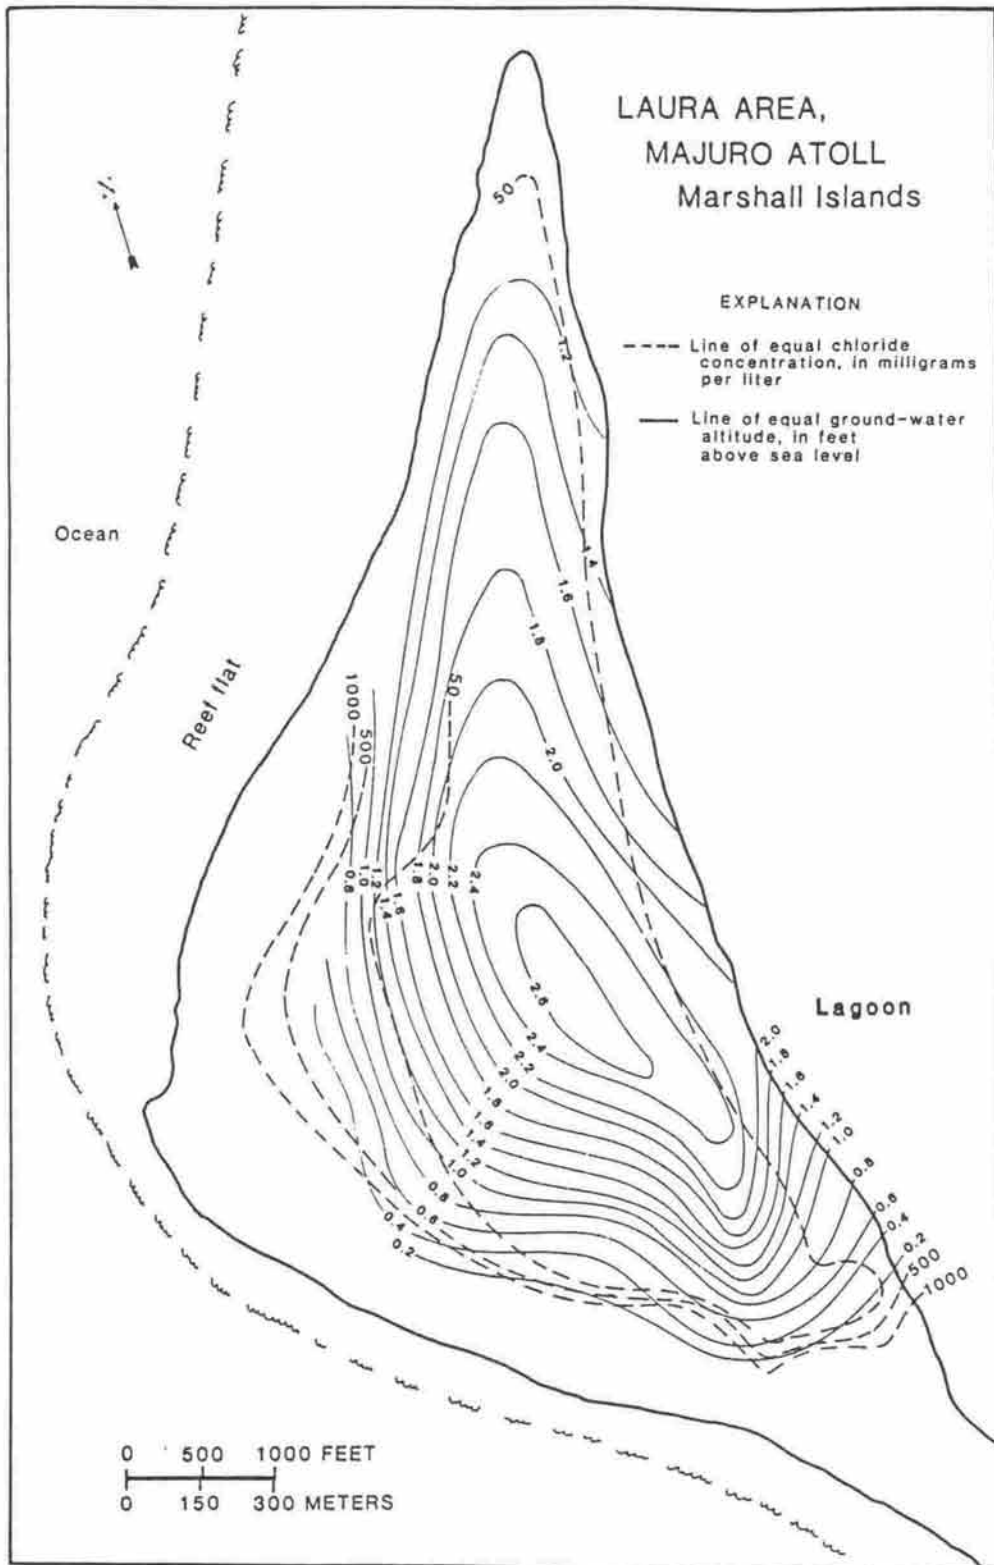 LAURA AREA,
MAJURO ATOLL
Marshall Islands
EXPLANATION
Line of equal chloride
concentration, in milligrams
per liter
Line of equal ground-water
altitude, in feet
above sea level
50
1.2
1.4
1.6
1.8
2.0
Ocean
Reef flat
1000
500
50
0.8
1.0
1.2
1.4
1.6
1.8
2.0
2.2
2.4
2.6
Lagoon
2.4
2.2
2.0
1.8
1.6
1.4
1.2
1.0
0.8
0.6
0.4
0.2
2.0
1.8
1.6
1.4
1.2
1.0
0.8
0.6
0.4
0.2
500
1000
0 500 1000 FEET
0 150 300 METERS